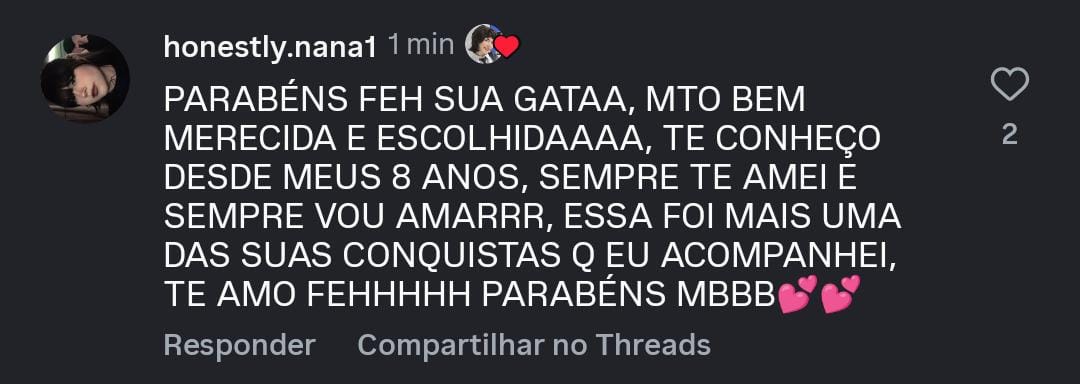 honestly.nana1 1 min
PARABÉNS FEH SUA GATAA, MTO BEM
MERECIDA E ESCOLHIDAAAA, TE CONHEÇO
DESDE MEUS 8 ANOS, SEMPRE TE AMEI E
SEMPRE VOU AMARRR, ESSA FOI MAIS UMA
DAS SUAS CONQUISTAS Q EU ACOMPANHEI,
TE AMO FEHHHHH PARABÉNS MBBB💕💕
2
Responder Compartilhar no Threads